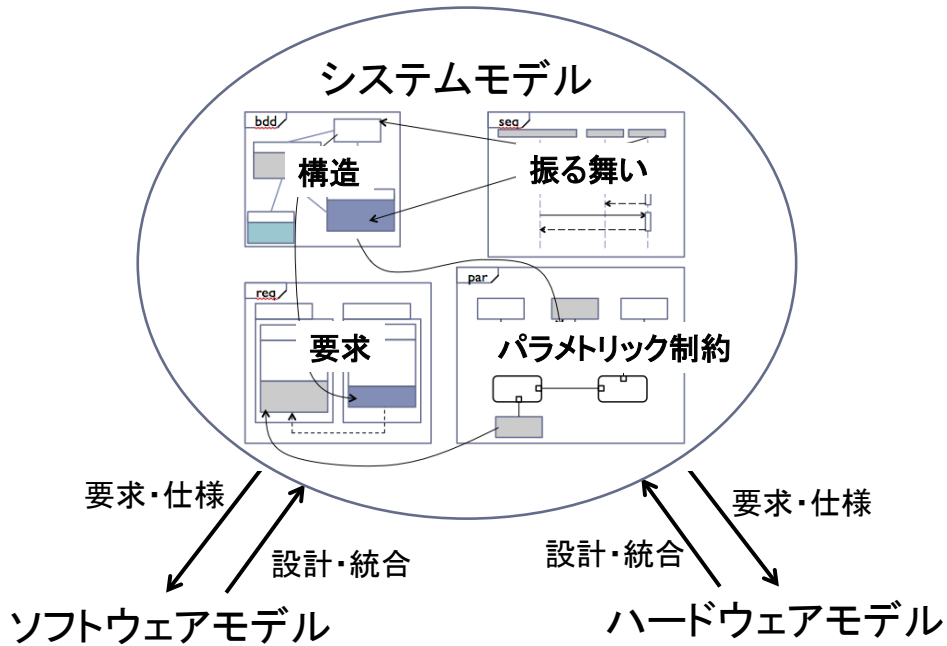 システムモデル
bdd
seq
構造
振る舞い
req
par
要求
パラメトリック制約
要求・仕様
要求・仕様
設計・統合
設計・統合
ソフトウェアモデル
ハードウェアモデル